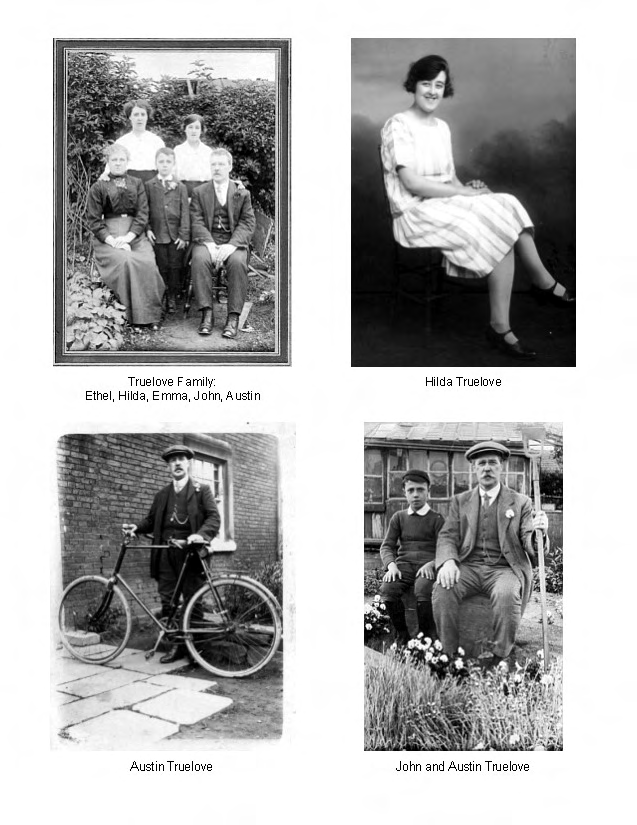 Truelove Family:
Ethel, Hilda, Emma, John, Austin
Hilda Truelove
Austin Truelove
John and Austin Truelove